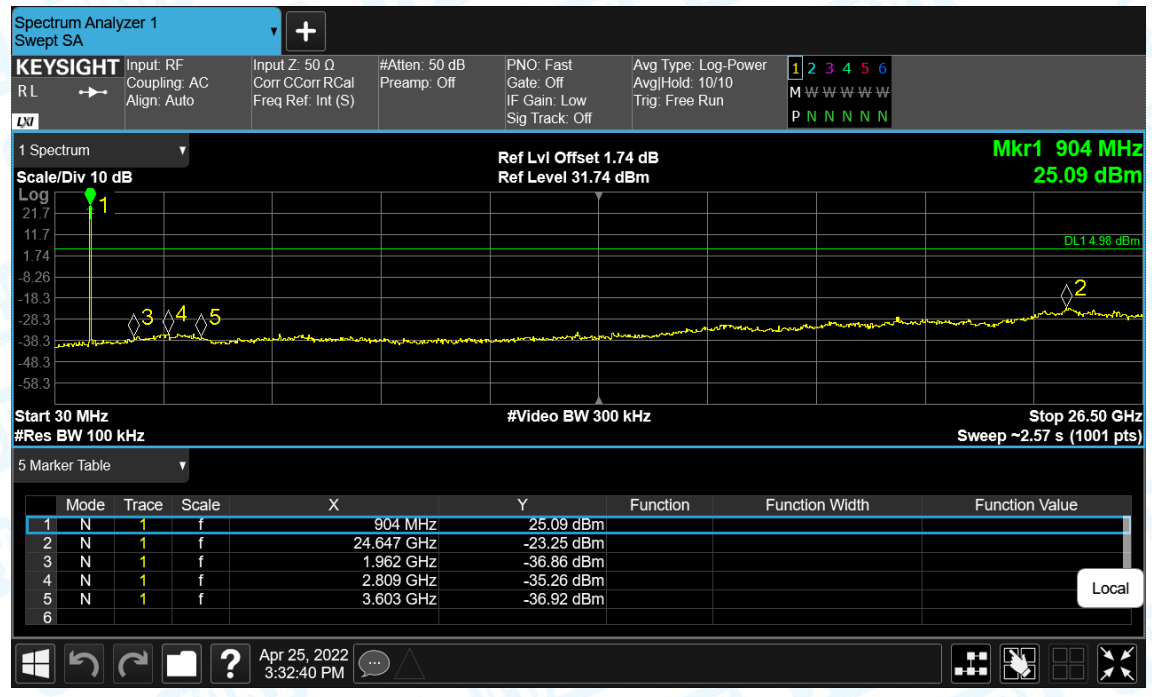 Spectrum Analyzer 1
Swept SA
+
KEYSIGHT
R L
LXI
Input: RF
Coupling: AC
Align: Auto
Input Z: 50 Ω
Corr CCorr RCal
Freq Ref: Int (S)
#Atten: 50 dB
Preamp: Off
PNO: Fast
Gate: Off
IF Gain: Low
Sig Track: Off
Avg Type: Log-Power
Avg|Hold: 10/10
Trig: Free Run
1 2 3 4 5 6
M W W W W W
P N N N N N
1 Spectrum
Scale/Div 10 dB
Ref Lvl Offset 1.74 dB
Ref Level 31.74 dBm
Mkr1 904 MHz
25.09 dBm
Log
21.7
11.7
1.74
-8.26
-18.3
-28.3
-38.3
-48.3
-58.3
1
DL1 4.98 dBm
2
3
4
5
Start 30 MHz
#Res BW 100 kHz
#Video BW 300 kHz
Stop 26.50 GHz
Sweep ~2.57 s (1001 pts)
5 Marker Table
Mode Trace Scale X Y Function Function Width Function Value
1 N 1 f 904 MHz 25.09 dBm
2 N 1 f 24.647 GHz -23.25 dBm
3 N 1 f 1.962 GHz -36.86 dBm
4 N 1 f 2.809 GHz -35.26 dBm
5 N 1 f 3.603 GHz -36.92 dBm
6
Local
?
Apr 25, 2022
3:32:40 PM